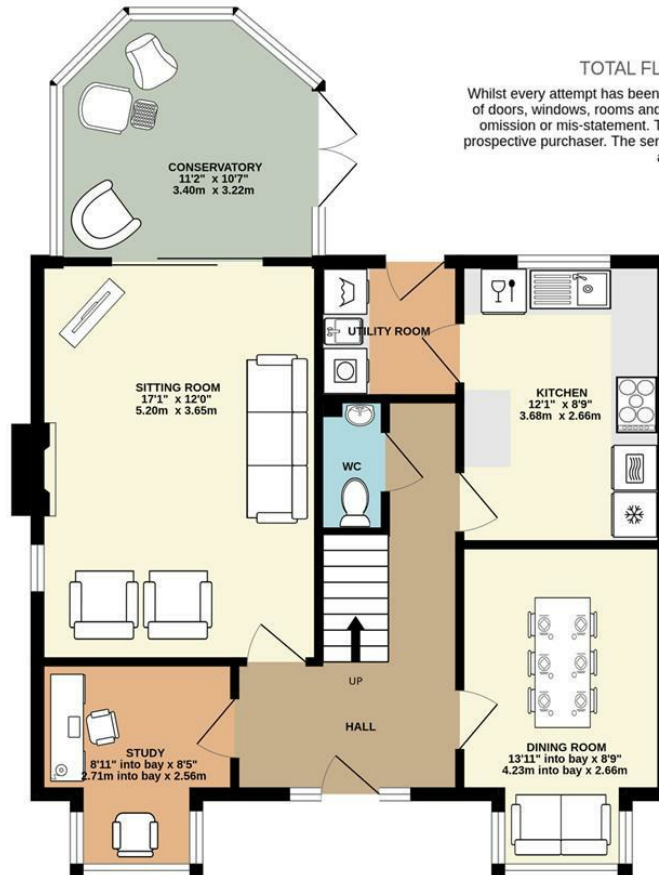 TOTAL FL
Whilst every attempt has been
of doors, windows, rooms and
omission or mis-statement. T
prospective purchaser. The ser
a
CONSERVATORY
11'2" x 10'7"
3.40m x 3.22m
UTILITY ROOM
SITTING ROOM
17'1" x 12'0"
5.20m x 3.65m
KITCHEN
12'1" x 8'9"
3.68m x 2.66m
WC
UP
HALL
STUDY
8'11" into bay x 8'5"
2.71m into bay x 2.56m
DINING ROOM
13'11" into bay x 8'9"
4.23m into bay x 2.66m